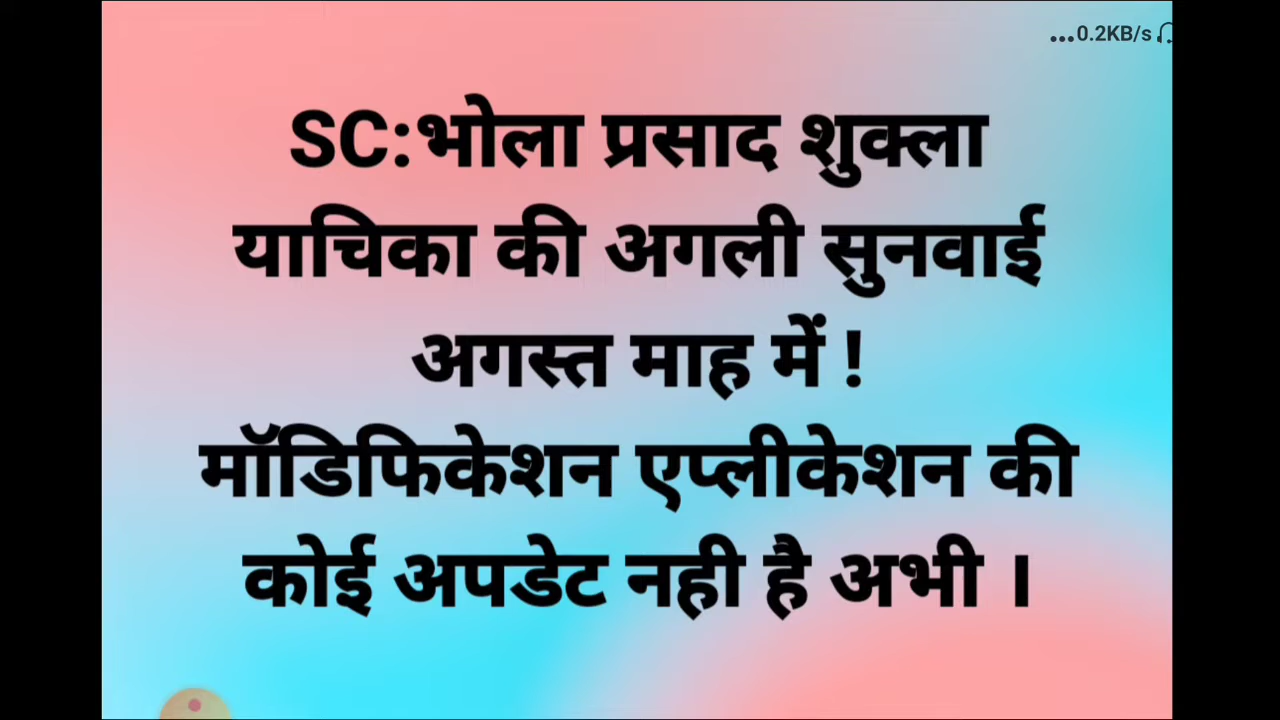 ...0.2KB/s
SC:भोला प्रसाद शुक्ला
याचिका की अगली सुनवाई
अगस्त माह में !
मॉडिफिकेशन एप्लीकेशन की
कोई अपडेट नही है अभी ।